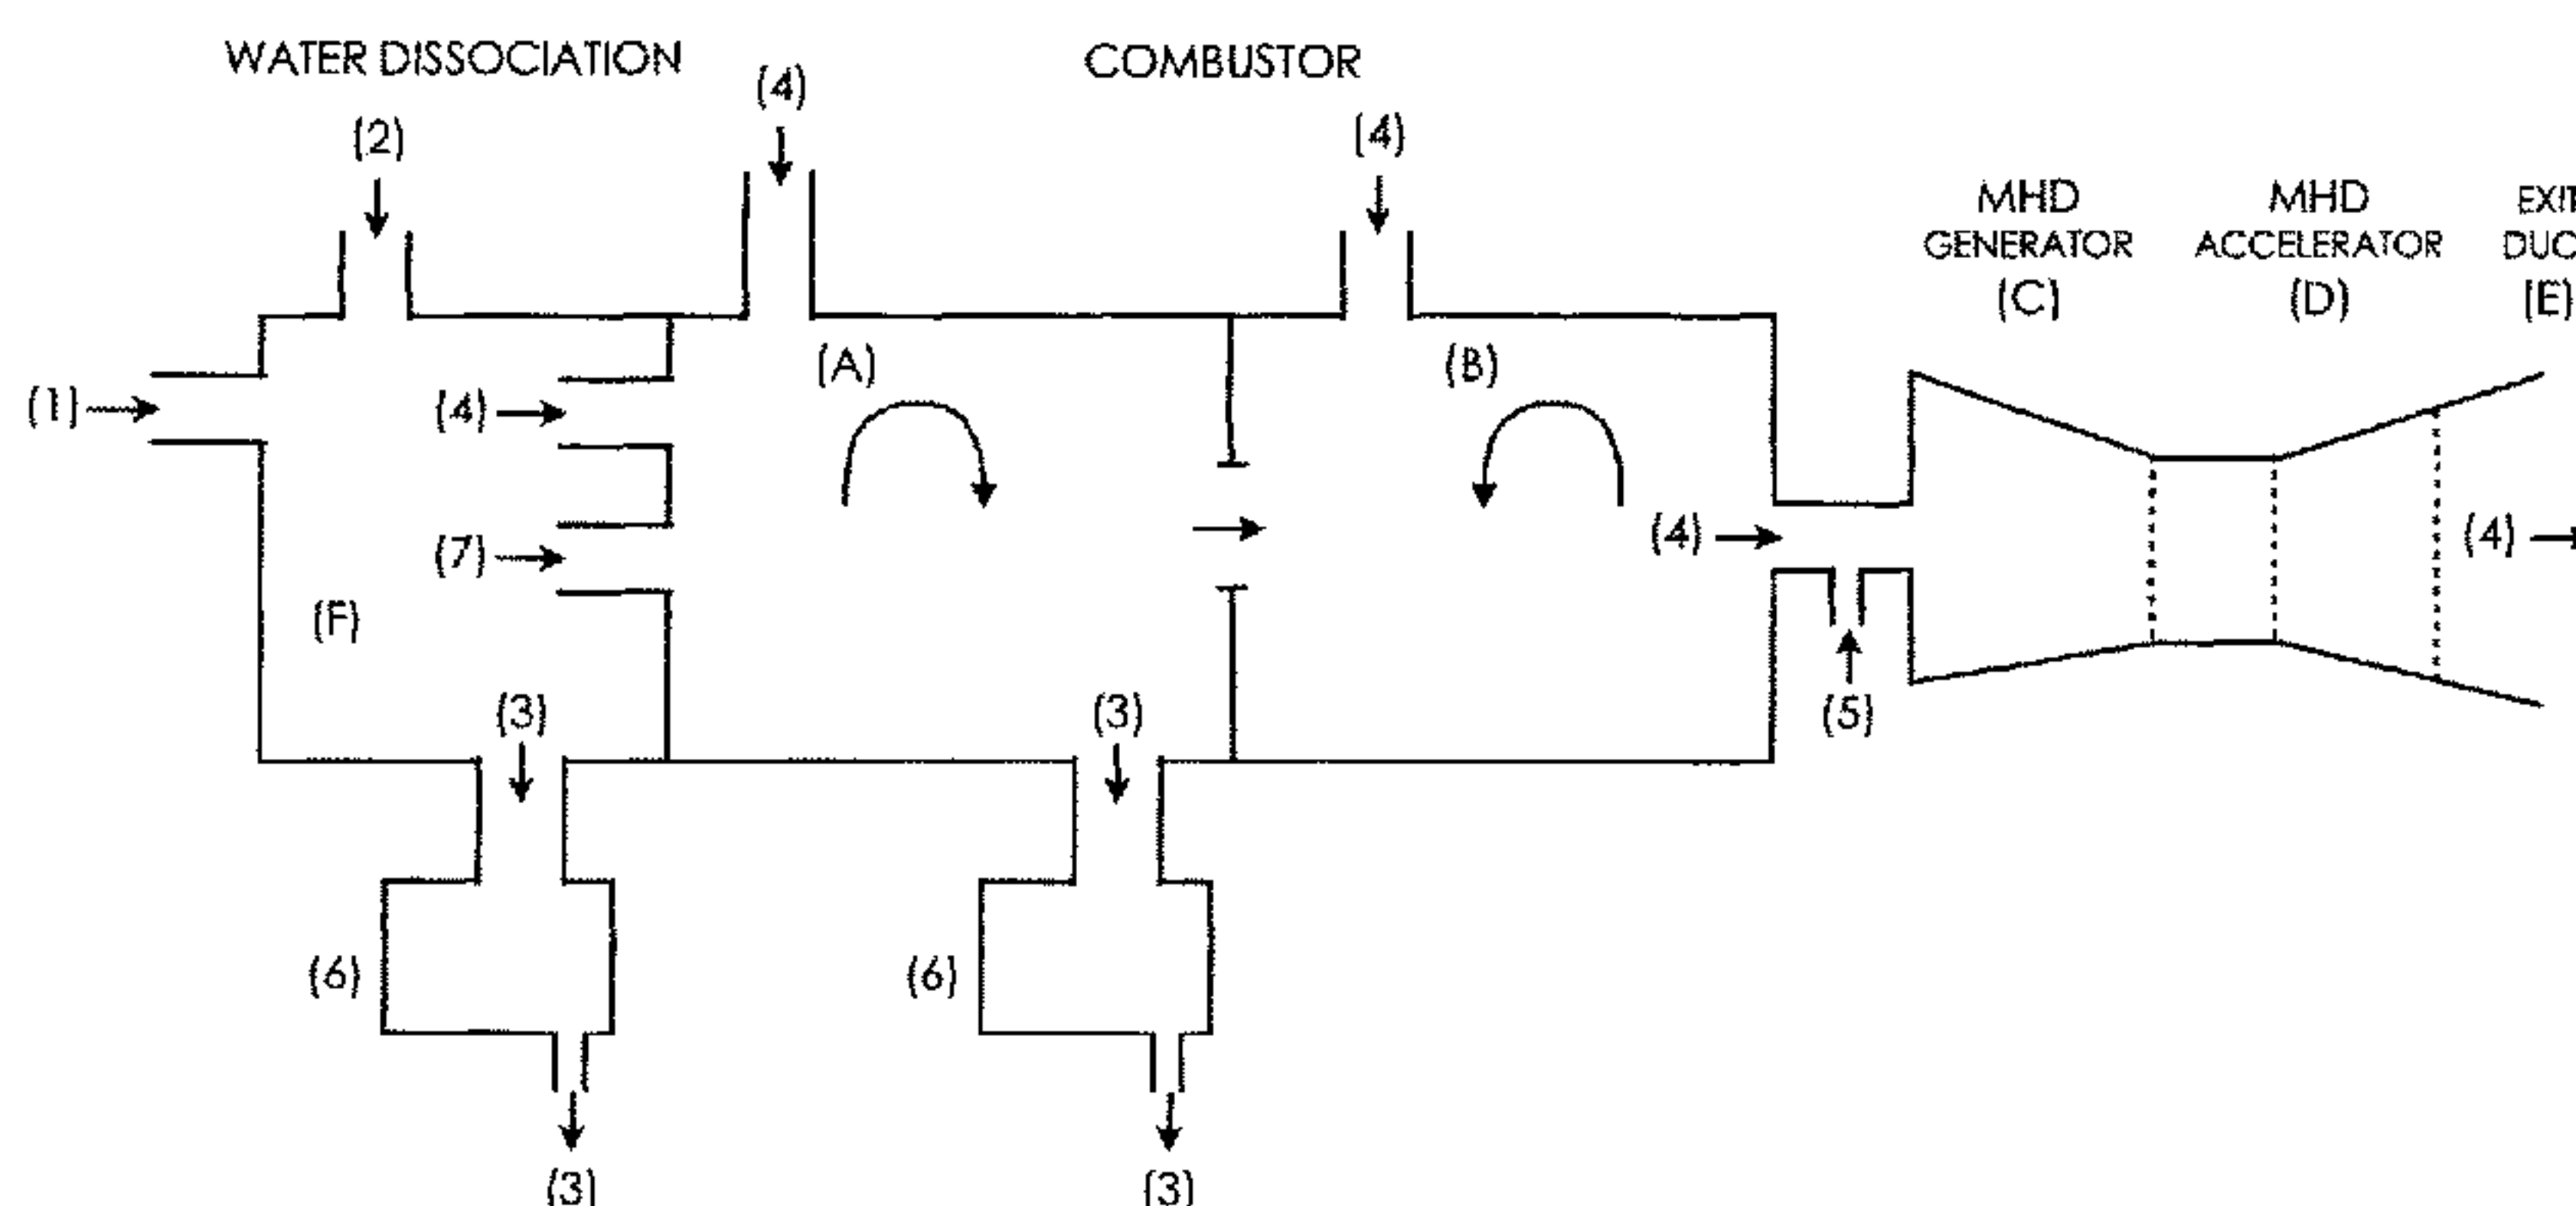 WATER DISSOCIATION
COMBUSTOR
(4)
(2)
(4)
MHD
GENERATOR
(C)
MHD
ACCELERATOR
(D)
(E)
(A)
(B)
(1)
(4)
(7)
(4)
(4)
(F)
(3)
(3)
(5)
(6)
(6)
(3)
(3)